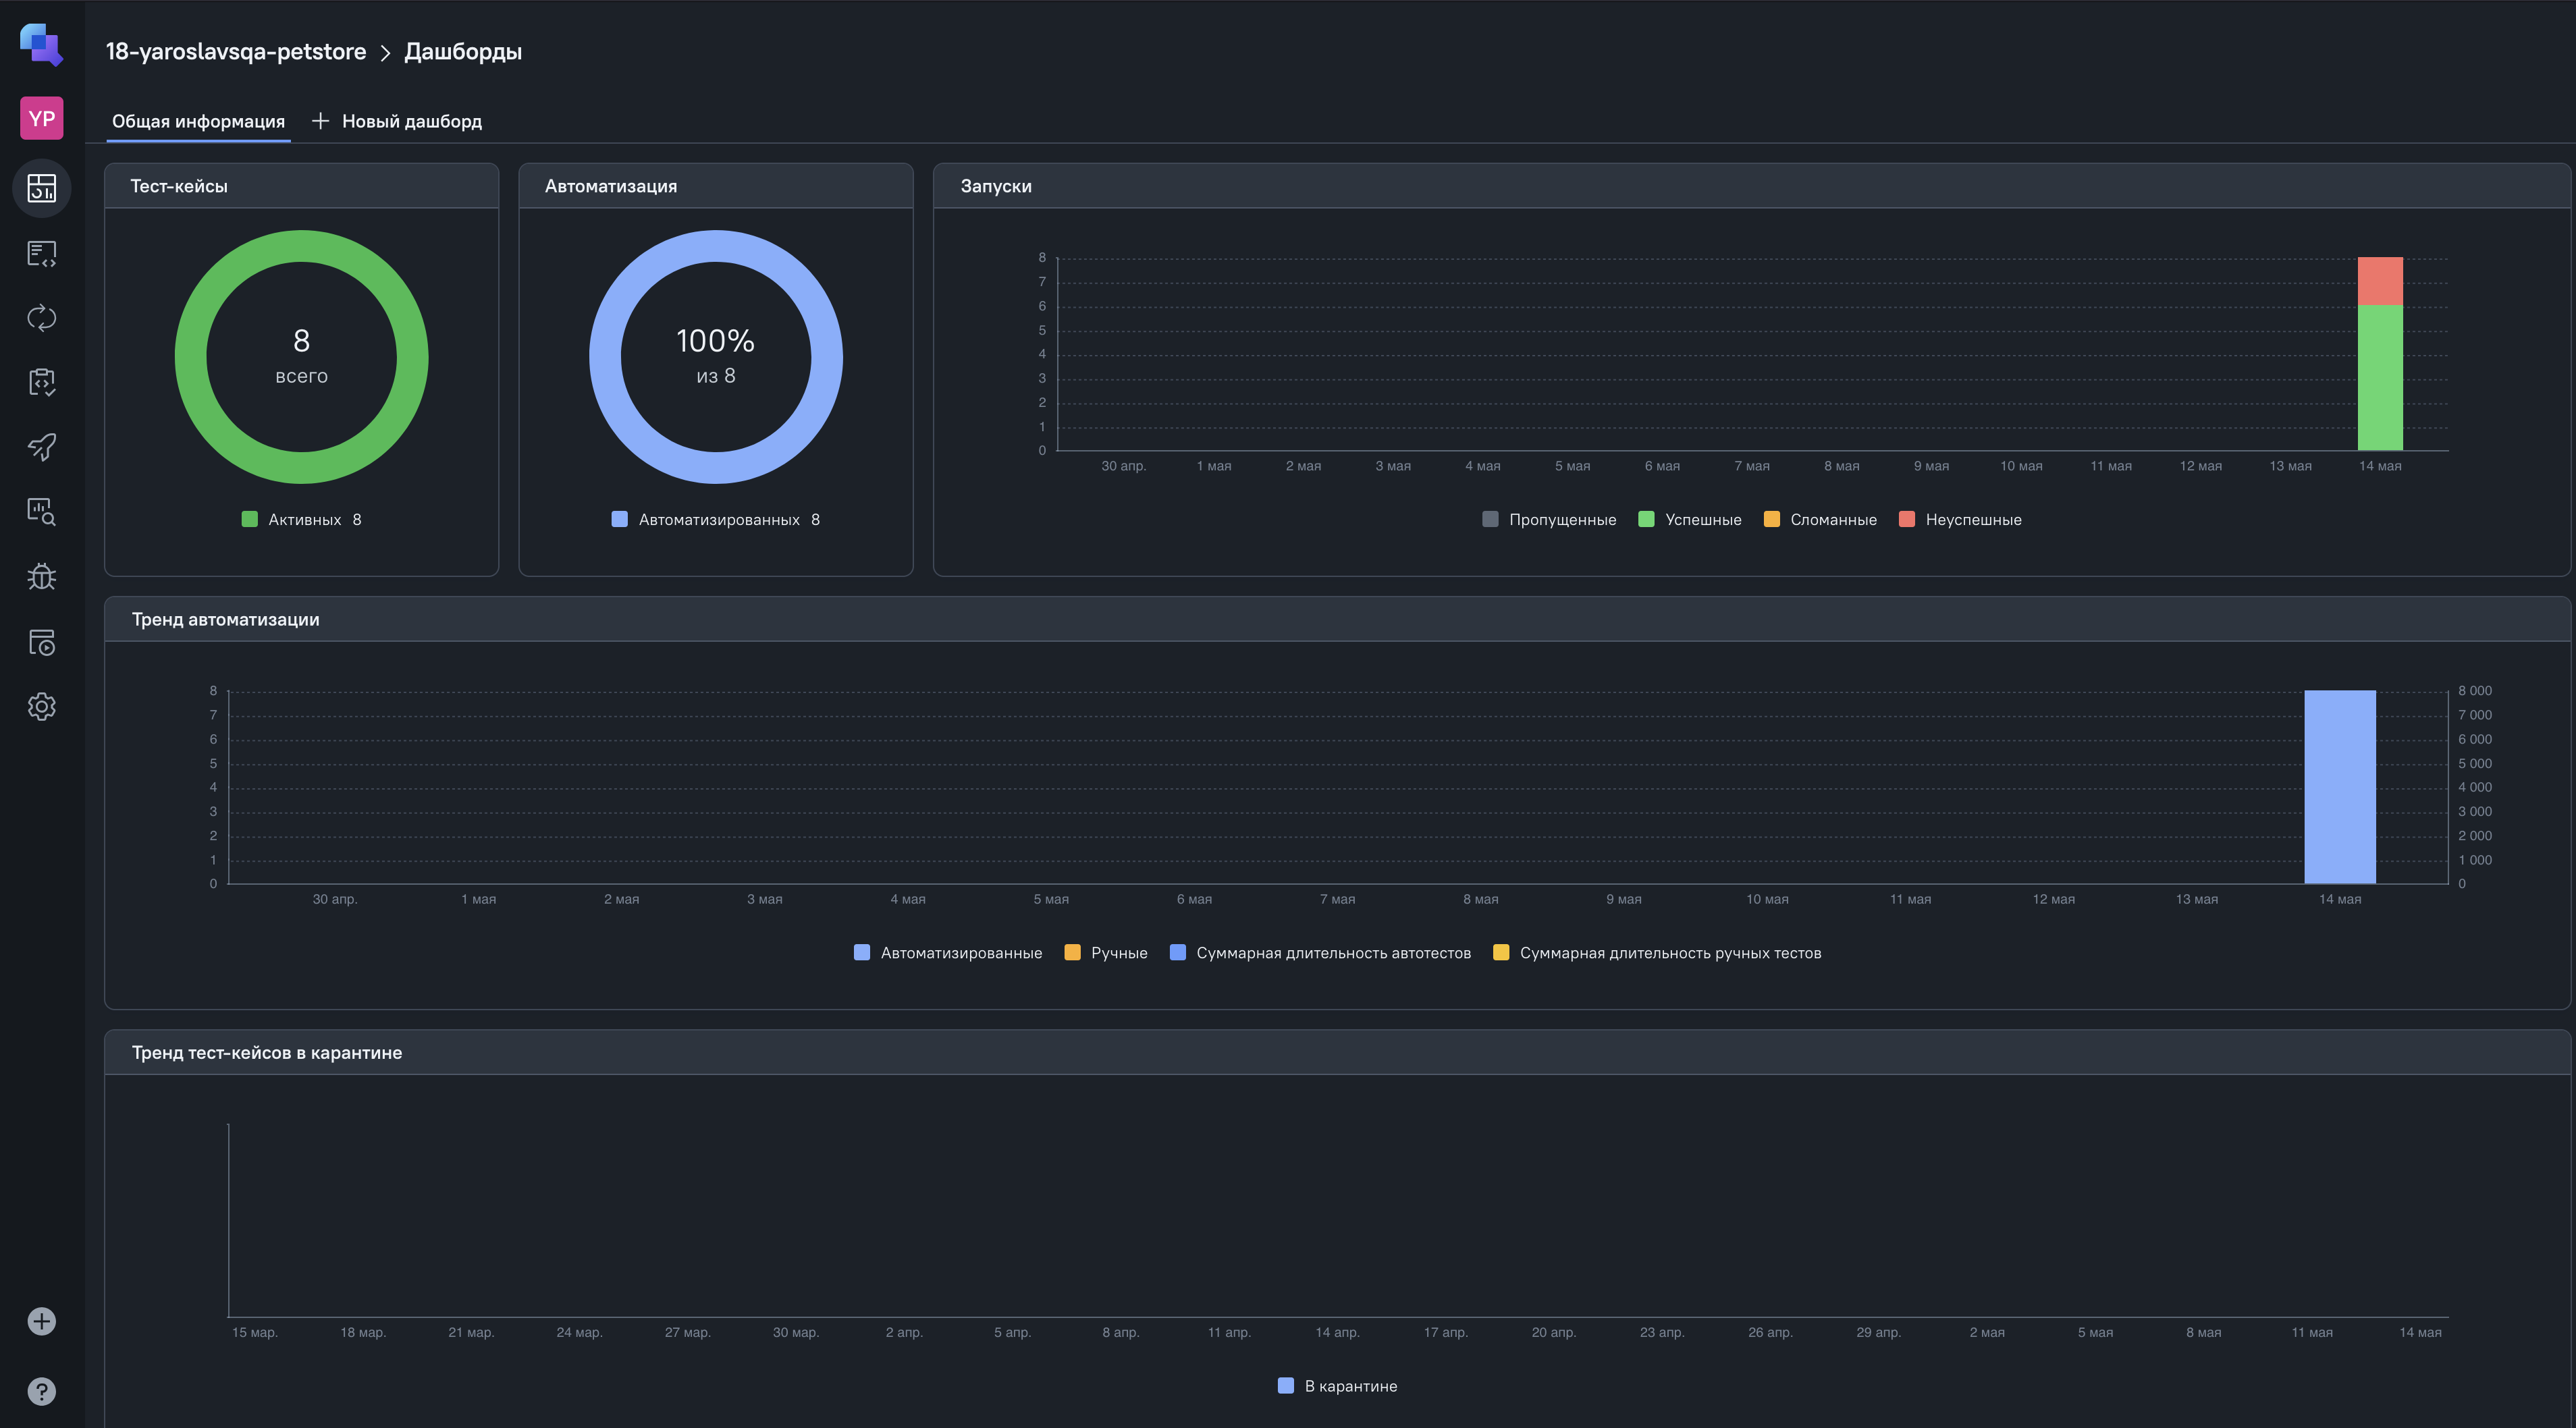 18-yaroslavsqa-petstore > Дашборды
YP
Общая информация + Новый дашборд
Тест-кейсы
8
всего
Активных 8
Автоматизация
100%
из 8
Автоматизированных 8
Запуски
8
7
6
5
4
3
2
1
0
30 апр. 1 мая 2 мая 3 мая 4 мая 5 мая 6 мая 7 мая 8 мая 9 мая 10 мая 11 мая 12 мая 13 мая 14 мая
Пропущенные Успешные Сломанные Неуспешные
Тренд автоматизации
8 8 000
7 7 000
6 6 000
5 5 000
4 4 000
3 3 000
2 2 000
1 1 000
0 0
30 апр. 1 мая 2 мая 3 мая 4 мая 5 мая 6 мая 7 мая 8 мая 9 мая 10 мая 11 мая 12 мая 13 мая 14 мая
Автоматизированные Ручные Суммарная длительность автотестов Суммарная длительность ручных тестов
Тренд тест-кейсов в карантине
15 мар. 18 мар. 21 мар. 24 мар. 27 мар. 30 мар. 2 апр. 5 апр. 8 апр. 11 апр. 14 апр. 17 апр. 20 апр. 23 апр. 26 апр. 29 апр. 2 мая 5 мая 8 мая 11 мая 14 мая
В карантине